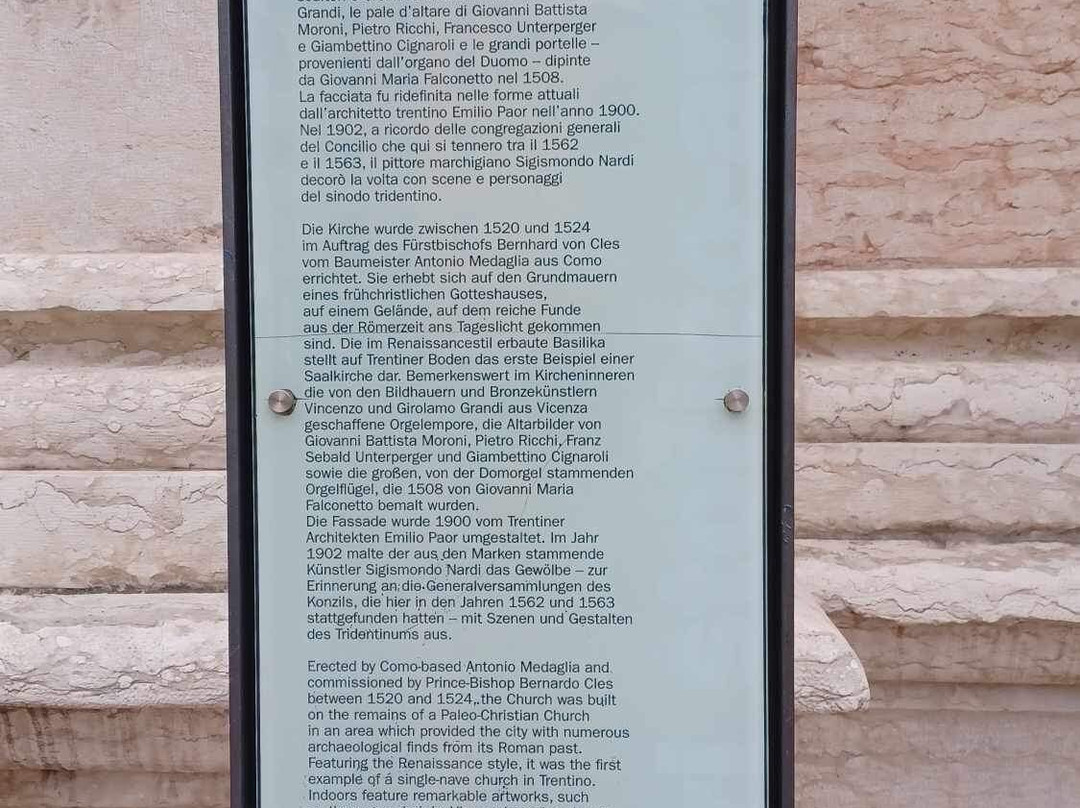 Grandi, le pale d'altare di Giovanni Battista
Moroni, Pietro Ricchi, Francesco Unterperger
e Giambettino Cignaroli e le grandi portelle –
provenienti dall'organo del Duomo – dipinte
da Giovanni Maria Falconetto nel 1508.
La facciata fu ridefinita nelle forme attuali
dall'architetto trentino Emilio Paor nell'anno 1900.
Nel 1902, a ricordo delle congregazioni generali
del Concilio che qui si tennero tra il 1562
e il 1563, il pittore marchigiano Sigismondo Nardi
decorò la volta con scene e personaggi
del sinodo tridentino.
Die Kirche wurde zwischen 1520 und 1524
im Auftrag des Fürstbischofs Bernhard von Cles
vom Baumeister Antonio Medaglia aus Como
errichtet. Sie erhebt sich auf den Grundmauern
eines frühchristlichen Gotteshauses,
auf einem Gelände, auf dem reiche Funde
aus der Römerzeit ans Tageslicht gekommen
sind. Die im Renaissancestil erbaute Basilika
stellt auf Trentiner Boden das erste Beispiel einer
Saalkirche dar. Bemerkenswert im Kircheninneren
die von den Bildhauern und Bronzekünstlern
Vincenzo und Girolamo Grandi aus Vicenza
geschaffene Orgelempore, die Altarbilder von
Giovanni Battista Moroni, Pietro Ricchi, Franz
Sebald Unterperger und Giambettino Cignaroli
sowie die großen, von der Domorgel stammenden
Orgelflügel, die 1508 von Giovanni Maria
Falconetto bemalt wurden.
Die Fassade wurde 1900 vom Trentiner
Architekten Emilio Paor umgestaltet. Im Jahr
1902 malte der aus den Marken stammende
Künstler Sigismondo Nardi das Gewölbe – zur
Erinnerung an die Generalversammlungen des
Konzils, die hier in den Jahren 1562 und 1563
stattgefunden hatten – mit Szenen und Gestalten
des Tridentinums aus.
Erected by Como-based Antonio Medaglia and
commissioned by Prince-Bishop Bernardo Cles
between 1520 and 1524, the Church was built
on the remains of a Paleo-Christian Church
in an area which provided the city with numerous
archaeological finds from its Roman past.
Featuring the Renaissance style, it was the first
example of a single-nave church in Trentino.
Indoors feature remarkable artworks, such